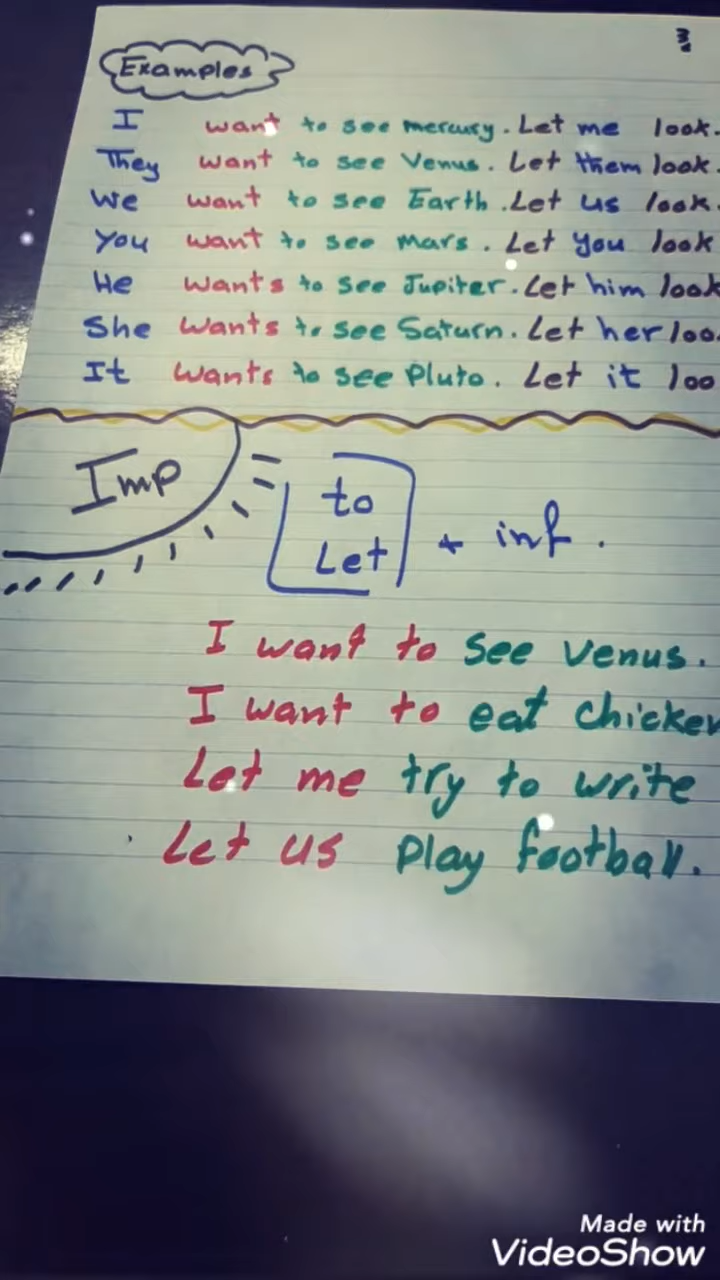 3
Examples
I want to see mercury. Let me look.
They want to see Venus. Let them look.
We want to see Earth. Let us look.
You want to see Mars. Let you look
He wants to see Jupiter. Let him look
She wants to see Saturn. Let her loo
It wants to see Pluto. Let it loo
Imp
to
Let + inf.
I want to see Venus.
I want to eat chicken
Let me try to write
Let us play football.
Made with
VideoShow